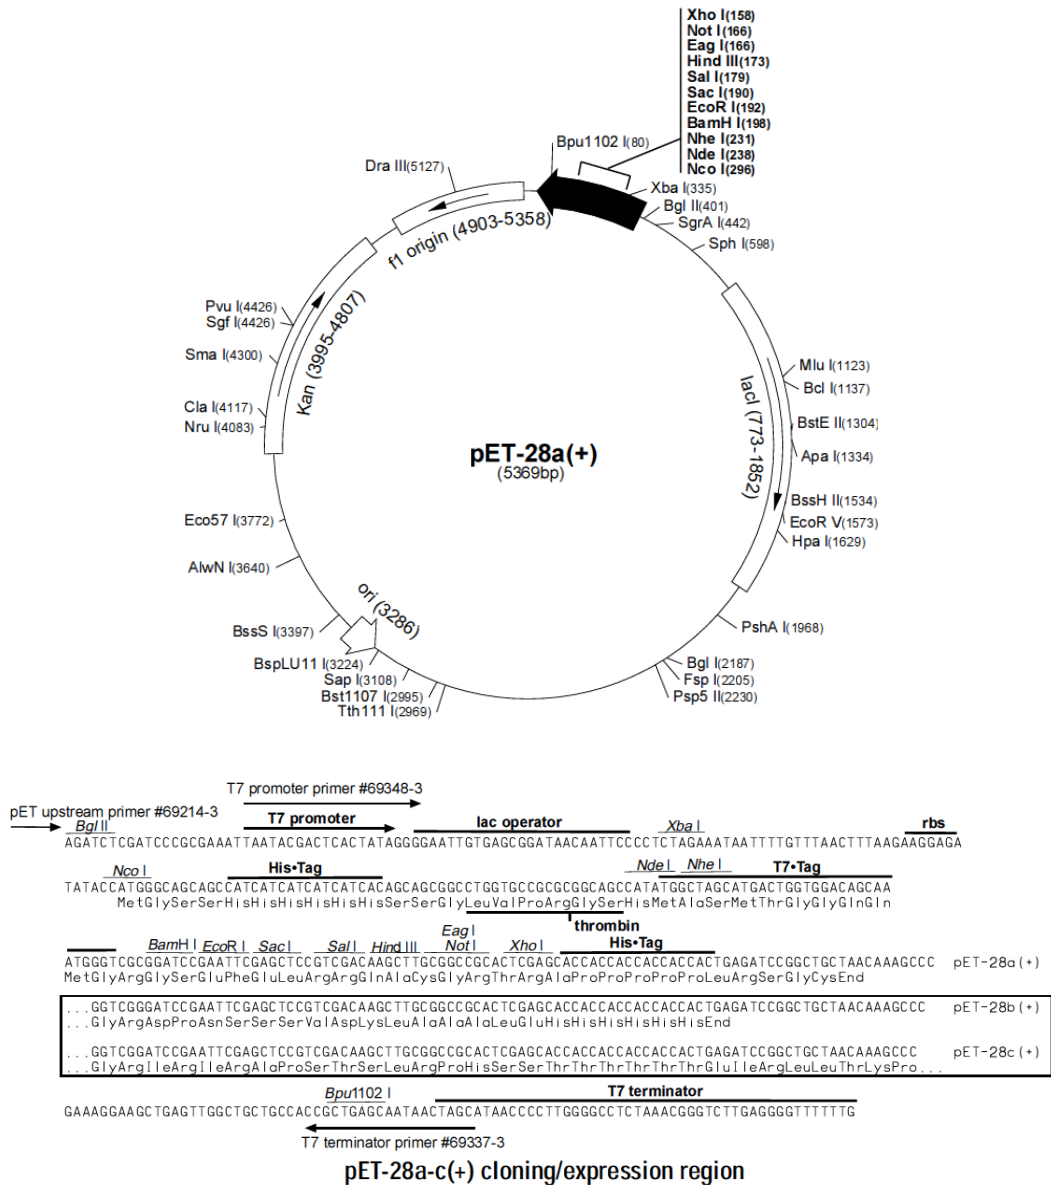 Xho I(158)
Not I(166)
Eag I(166)
Hind III(173)
Sal I(179)
Sac I(190)
EcoR I(192)
BamH I(198)
Nhe I(231)
Nde I(238)
Nco I(296)
Bpu1102 I(80)
Dra III(5127)
Xba I(335)
Bgl II(401)
SgrA I(442)
Sph I(598)
f1 origin (4903-5358)
Pvu I(4426)
Sgf I(4426)
Sma I(4300)
Kan (3995-4807)
Cla I(4117)
Nru I(4083)
lacI (773-1852)
Mlu I(1123)
Bcl I(1137)
BstE II(1304)
Apa I(1334)
BssH II(1534)
EcoR V(1573)
Hpa I(1629)
pET-28a(+)
(5369bp)
Eco57 I(3772)
AlwN I(3640)
ori (3286)
BssS I(3397)
PshA I(1968)
BspLU11 I(3224)
Sap I(3108)
Bst1107 I(2995)
Tth111 I(2969)
Bgl I(2187)
Fsp I(2205)
Psp5 II(2230)
T7 promoter primer #69348-3
pET upstream primer #69214-3
Bgl II T7 promoter lac operator Xba I rbs
AGATCTCGATCCCGCGAAATTAATACGACTCACTATAGGGGAATTGTGAGCGGATAACAATTCCCCTCTAGAAATAATTTTGTTTAACTTTAAGAAGGAGA
Nco I His•Tag Nde I Nhe I T7•Tag
TATACCATGGGCAGCAGCCATCATCATCATCATCACAGCAGCGGCCTGGTGCCGCGCGGCAGCCATATGGCTAGCATGACTGGTGGACAGCAA
MetGlySerSerHisHisHisHisHisHisSerSerGlyLeuValProArgGlySerHisMetAlaSerMetThrGlyGlyGlnGln
thrombin
BamH I EcoR I Sac I Sal I Hind III Eag I Not I Xho I His•Tag
ATGGGTCGCGGATCCGAATTCGAGCTCCGTCGACAAGCTTGCGGCCGCACTCGAGCACCACCACCACCACCACTGAGATCCGGCTGCTAACAAAGCCC pET-28a(+)
MetGlyArgGlySerGluPheGluLeuArgArgGlnAlaCysGlyArgThrArgAlaProProProProProLeuArgSerGlyCysEnd
...GGTCGGGATCCGAATTCGAGCTCCGTCGACAAGCTTGCGGCCGCACTCGAGCACCACCACCACCACCACTGAGATCCGGCTGCTAACAAAGCCC pET-28b(+)
...GlyArgAspProAsnSerSerSerValAspLysLeuAlaAlaAlaLeuGluHisHisHisHisHisHisEnd
...GGTCGGATCCGAATTCGAGCTCCGTCGACAAGCTTGCGGCCGCACTCGAGCACCACCACCACCACCACTGAGATCCGGCTGCTAACAAAGCCC pET-28c(+)
...GlyArgIleArgIleArgAlaProSerThrSerLeuArgProHisSerSerThrThrThrThrThrThrGluIleArgLeuLeuThrLysPro...
Bpu1102 I T7 terminator
GAAAGGAAGCTGAGTTGGCTGCTGCCACCGCTGAGCAATAACTAGCATAACCCCTTGGGGCCTCTAAACGGGTCTTGAGGGGTTTTTTG
T7 terminator primer #69337-3
pET-28a-c(+) cloning/expression region